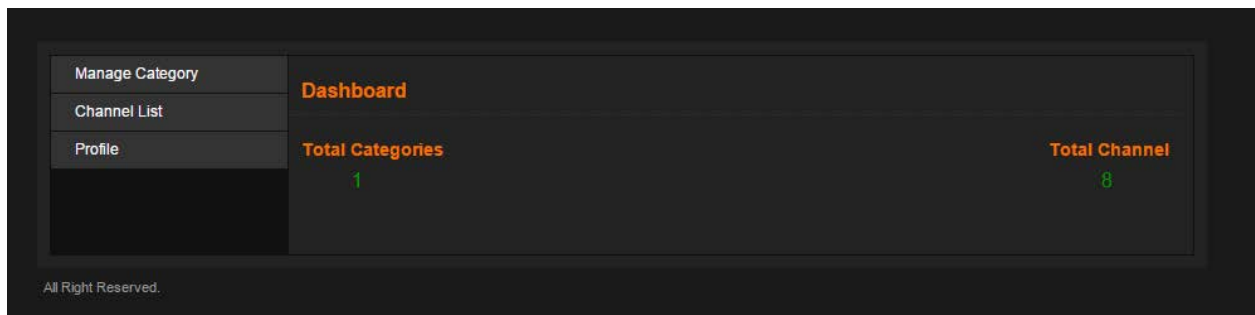 Manage Category
Channel List
Profile
Dashboard
Total Categories
Total Channel
1
8
All Right Reserved.